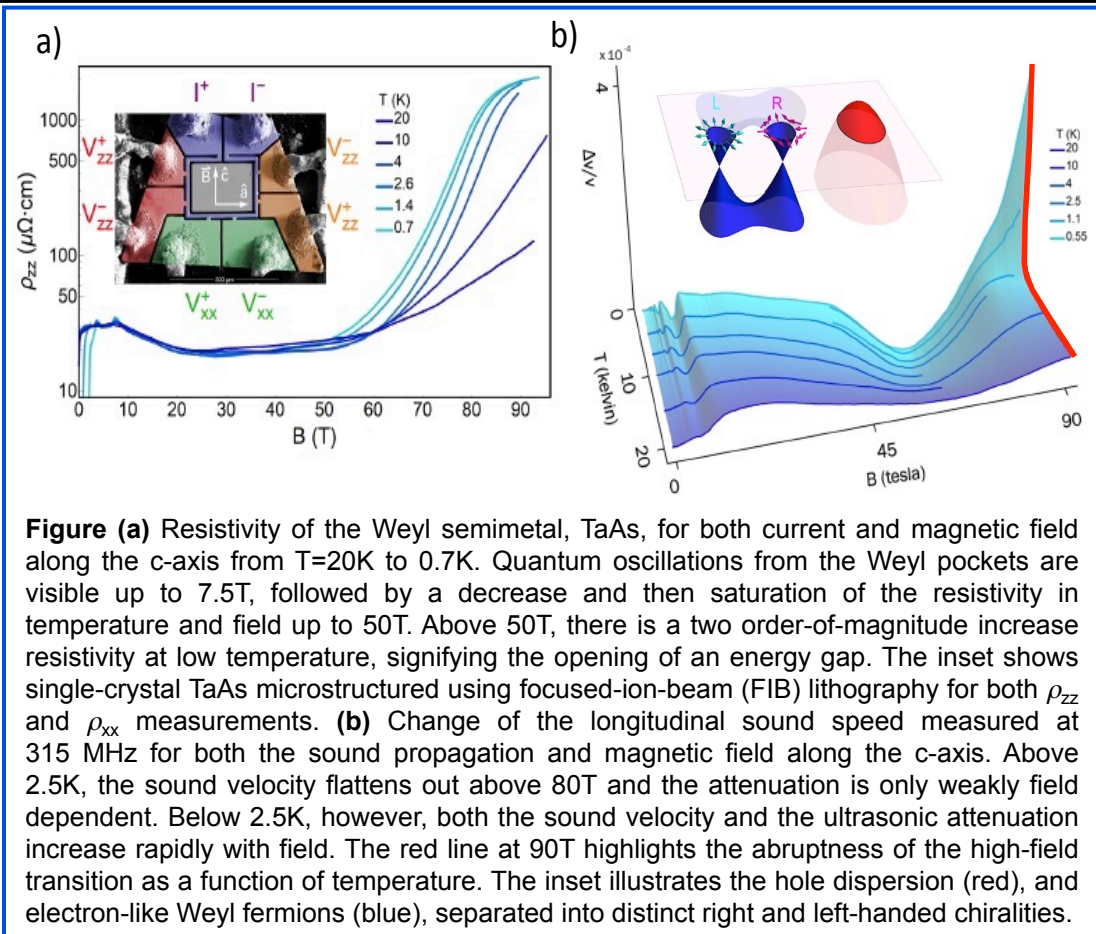 a)
b)
I⁺ I⁻
V⁺zz
V⁻zz
V⁻zz
V⁺zz
V⁺xx V⁻xx
B ĉ
â
T (K)
20
10
4
2.6
1.4
0.7
ρzz (μΩ·cm)
1000
500
100
50
10
0 10 20 30 40 50 60 70 80 90
B (T)
x10⁻⁴
4
Δv/v
0
L R
T (K)
20
10
4
2.5
1.1
0.55
T (kelvin)
10
20
0
45
90
B (tesla)
Figure (a) Resistivity of the Weyl semimetal, TaAs, for both current and magnetic field
along the c-axis from T=20K to 0.7K. Quantum oscillations from the Weyl pockets are
visible up to 7.5T, followed by a decrease and then saturation of the resistivity in
temperature and field up to 50T. Above 50T, there is a two order-of-magnitude increase
resistivity at low temperature, signifying the opening of an energy gap. The inset shows
single-crystal TaAs microstructured using focused-ion-beam (FIB) lithography for both ρzz
and ρxx measurements. (b) Change of the longitudinal sound speed measured at
315 MHz for both the sound propagation and magnetic field along the c-axis. Above
2.5K, the sound velocity flattens out above 80T and the attenuation is only weakly field
dependent. Below 2.5K, however, both the sound velocity and the ultrasonic attenuation
increase rapidly with field. The red line at 90T highlights the abruptness of the high-field
transition as a function of temperature. The inset illustrates the hole dispersion (red), and
electron-like Weyl fermions (blue), separated into distinct right and left-handed chiralities.